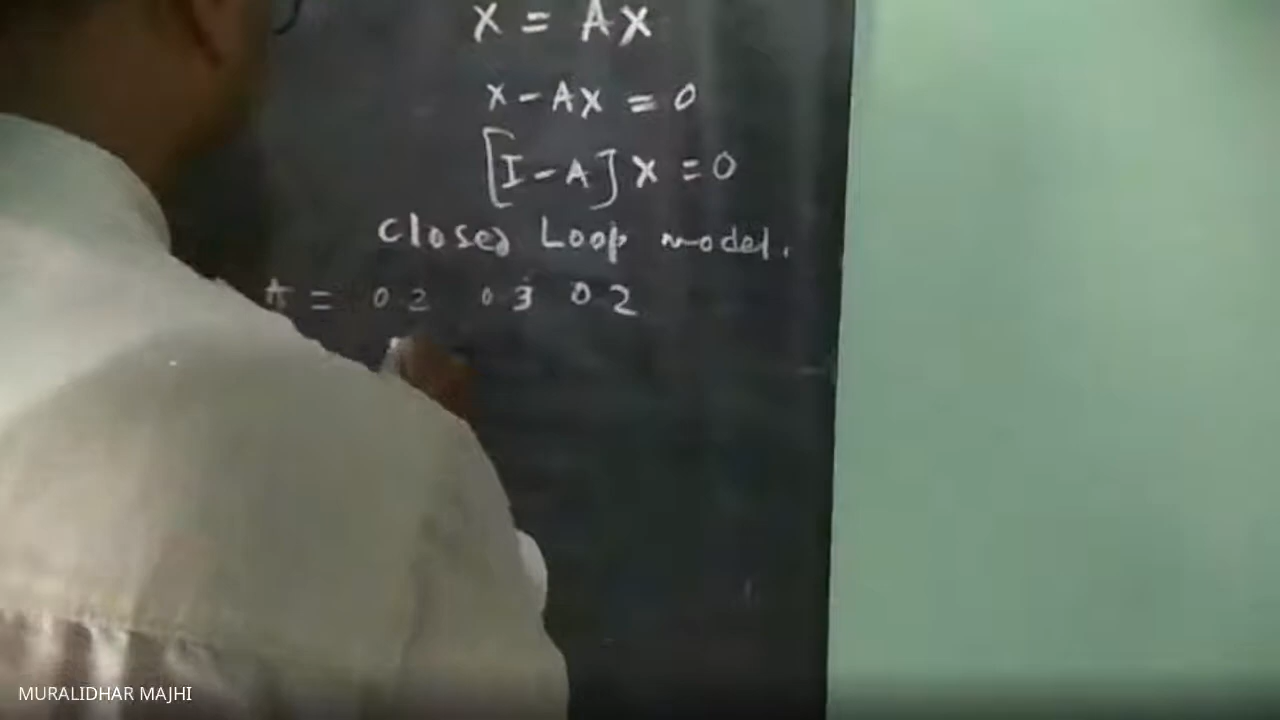 X = AX
X - AX = 0
[I - A] X = 0
Closed Loop model.
A = 0.2 0.3 0.2
MURALIDHAR MAJHI